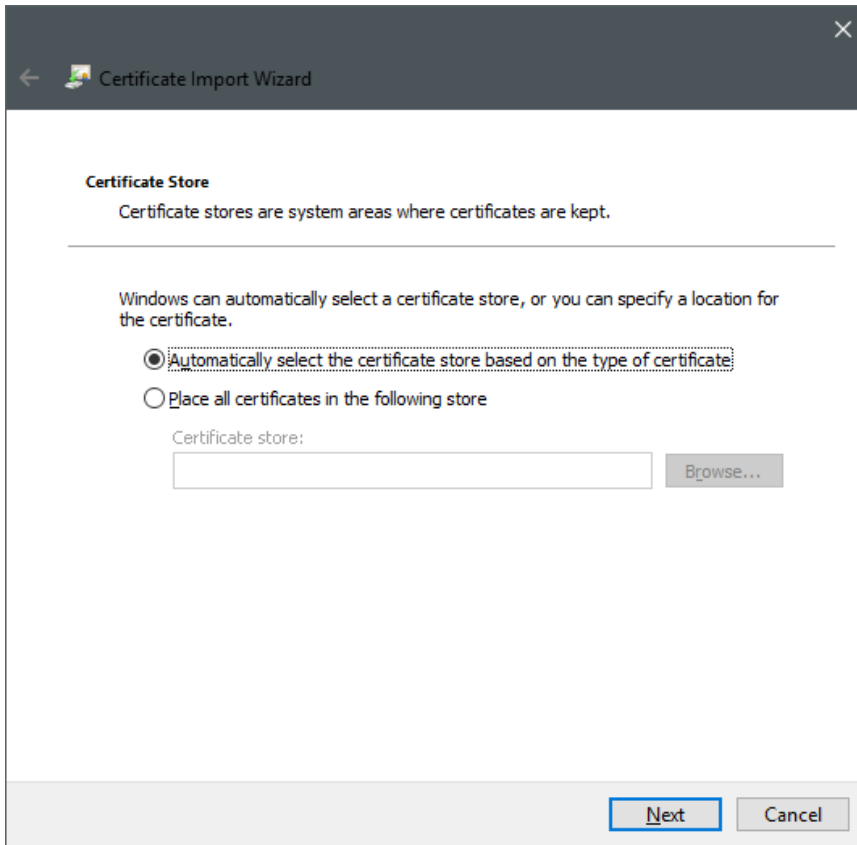 Certificate Import Wizard
Certificate Store
Certificate stores are system areas where certificates are kept.
Windows can automatically select a certificate store, or you can specify a location for
the certificate.
Automatically select the certificate store based on the type of certificate
Place all certificates in the following store
Certificate store:
Browse...
Next
Cancel